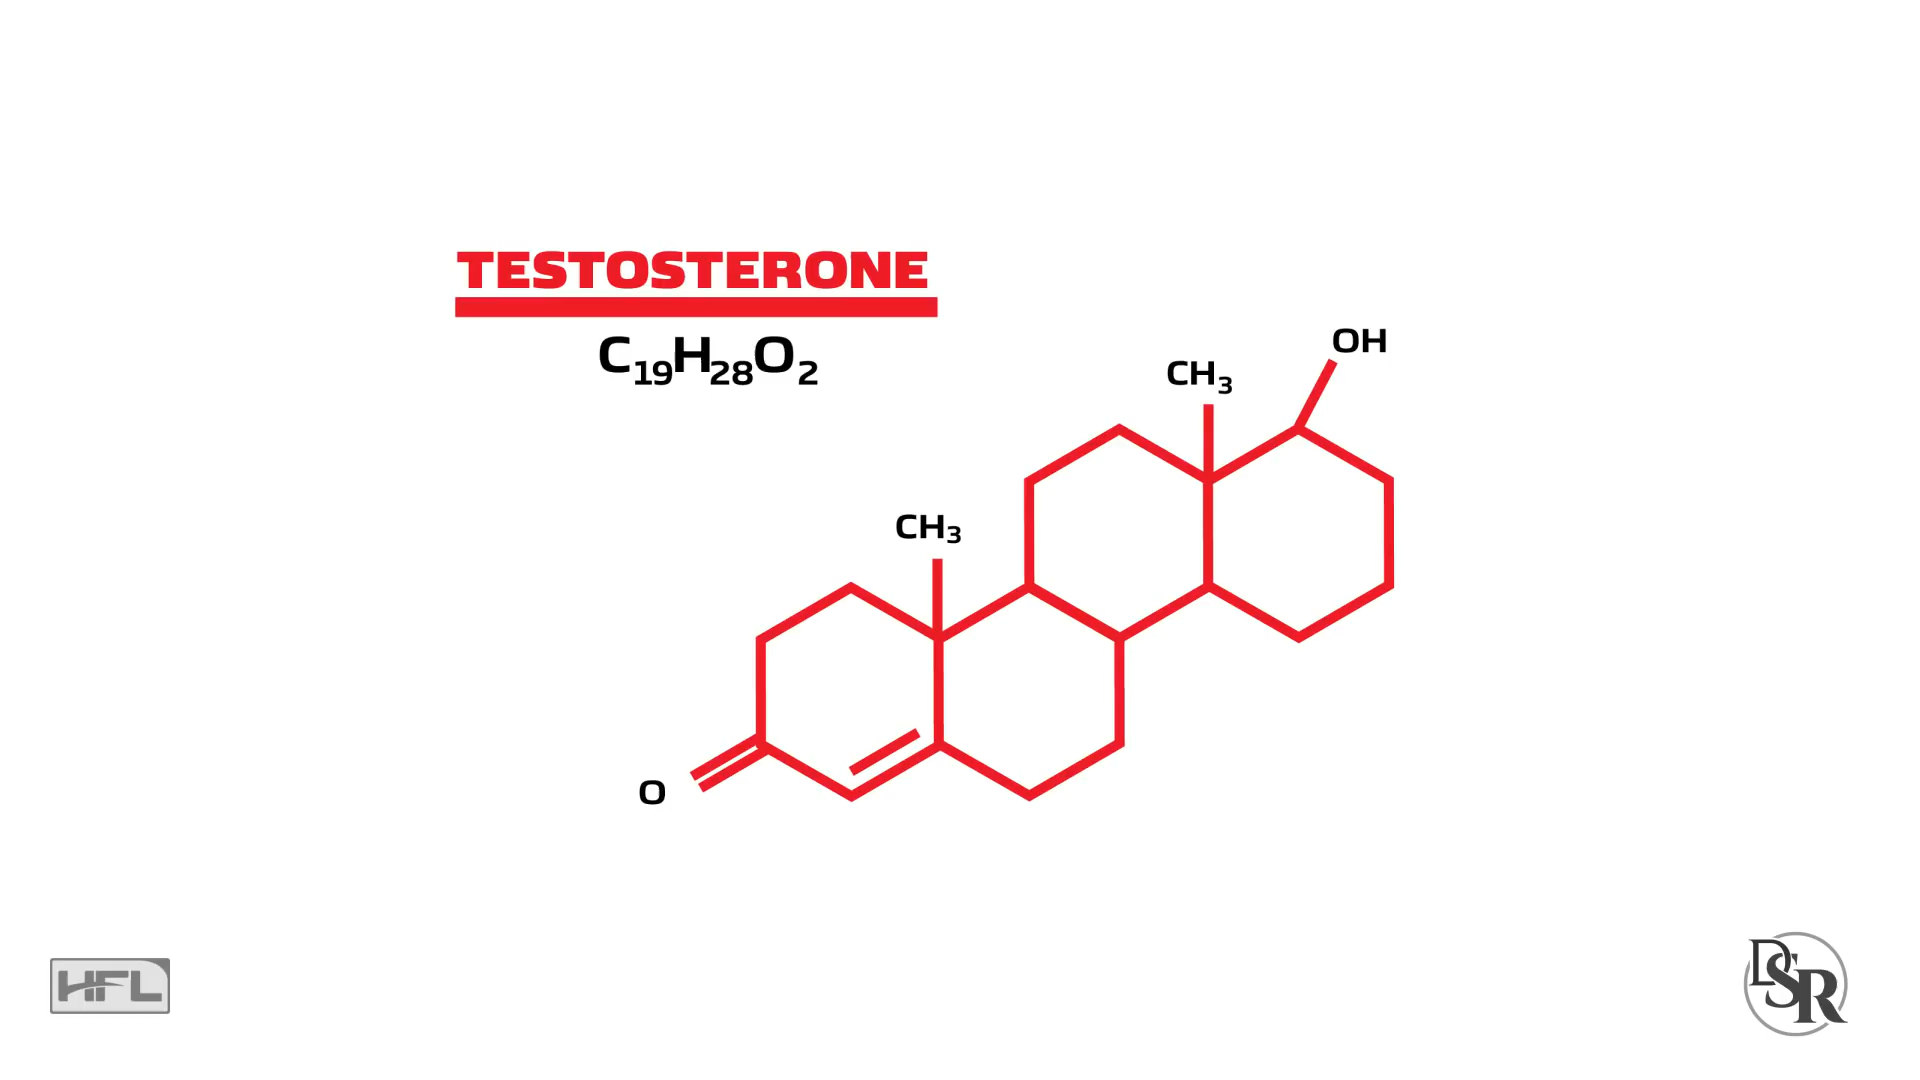 TESTOSTERONE
C₁₉H₂₈O₂
OH
CH₃
CH₃
O
HFL
DSR